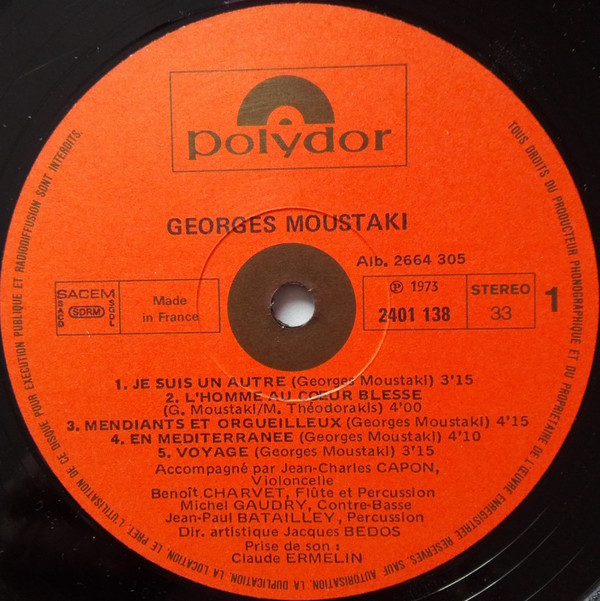 polydor
GEORGES MOUSTAKI
Alb. 2664 305
SACEM
SACD
SDRM
SGDL
Made
in France
℗ 1973
2401 138
STEREO
33
1
1. JE SUIS UN AUTRE (Georges Moustaki) 3'15
2. L'HOMME AU CŒUR BLESSE
(G. Moustaki/M. Théodorakis) 4'00
3. MENDIANTS ET ORGUEILLEUX (Georges Moustaki) 4'15
4. EN MEDITERRANEE (Georges Moustaki) 4'10
5. VOYAGE (Georges Moustaki) 3'15
Accompagné par Jean-Charles CAPON,
Violoncelle
Benoît CHARVET, Flûte et Percussion
Michel GAUDRY, Contre-Basse
Jean-Paul BATAILLEY, Percussion
Dir. artistique Jacques BEDOS
Prise de son :
Claude ERMELIN
TOUS DROITS DU PRODUCTEUR PHONOGRAPHIQUE ET DU PROPRIETAIRE DE L'ŒUVRE ENREGISTREE RESERVES. SAUF AUTORISATION, LA DUPLICATION, LA LOCATION, LE PRET, L'UTILISATION DE CE DISQUE POUR EXECUTION PUBLIQUE ET RADIODIFFUSION SONT INTERDITS.